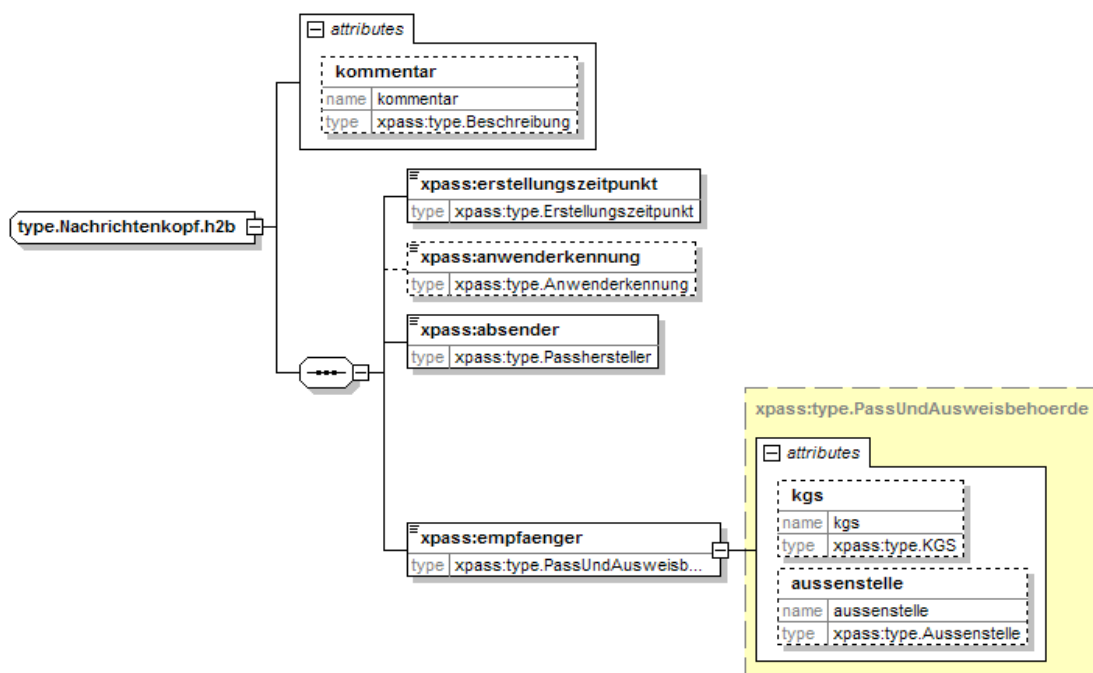 attributes
kommentar
name kommentar
type xpass:type.Beschreibung
xpass:erstellungszeitpunkt
type xpass:type.Erstellungszeitpunkt
type.Nachrichtenkopf.h2b
xpass:anwenderkennung
type xpass:type.Anwenderkennung
xpass:absender
type xpass:type.Passhersteller
xpass:type.PassUndAusweisbehoerde
attributes
kgs
name kgs
type xpass:type.KGS
xpass:empfaenger
type xpass:type.PassUndAusweisb...
aussenstelle
name aussenstelle
type xpass:type.Aussenstelle